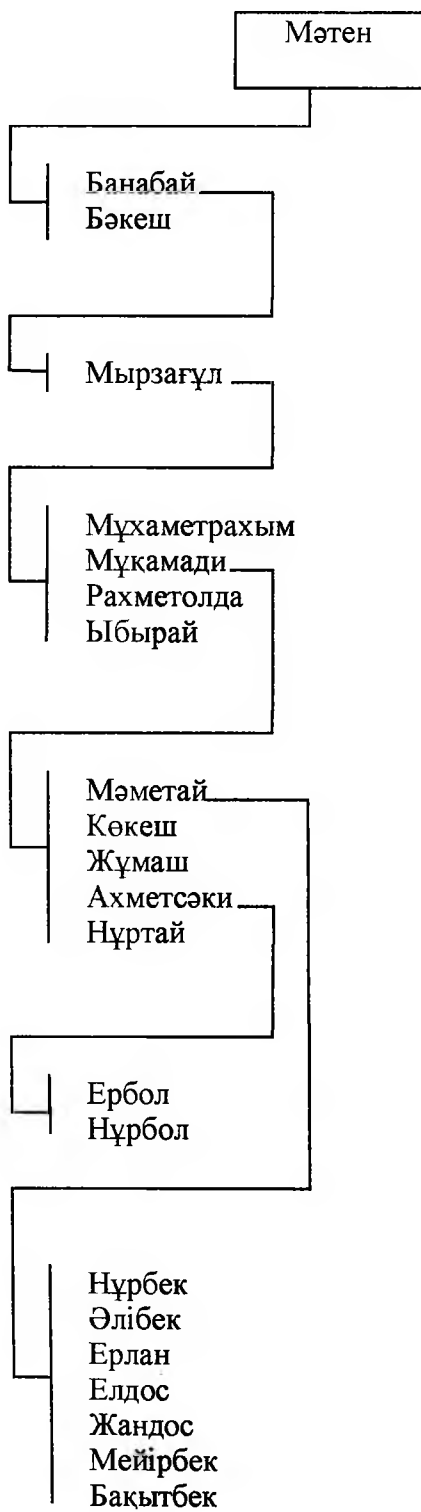 Мәтен
Банабай
Бәкеш
Мырзағұл
Мұхаметрахым
Мұқамади
Рахметолда
Ыбырай
Мәметай
Көкеш
Жұмаш
Ахметсәки
Нұртай
Ербол
Нұрбол
Нұрбек
Әлібек
Ерлан
Елдос
Жандос
Мейірбек
Бақытбек